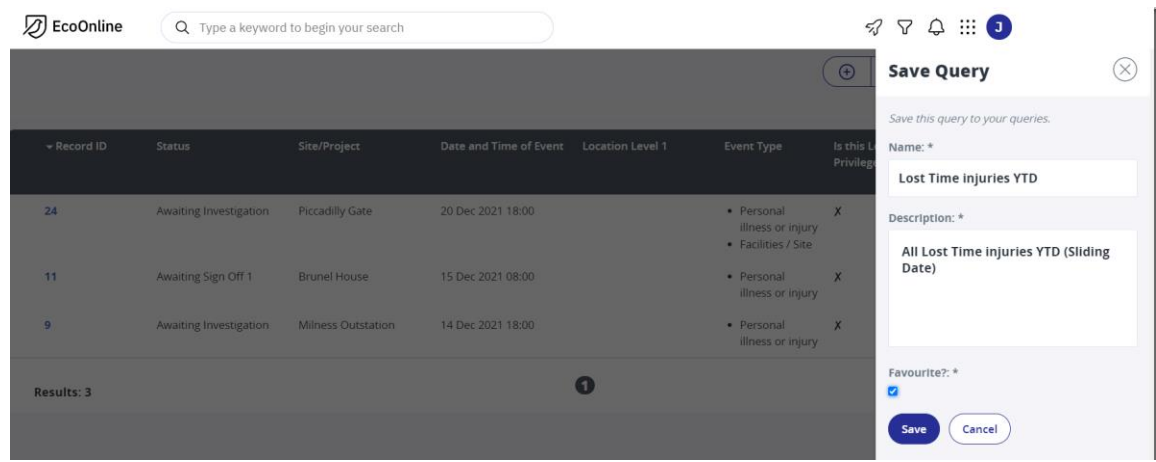 EcoOnline
Type a keyword to begin your search
J
Save Query
Save this query to your queries.
Name: *
Lost Time injuries YTD
Description: *
All Lost Time injuries YTD (Sliding
Date)
Favourite?: *
Save Cancel
Record ID Status Site/Project Date and Time of Event Location Level 1 Event Type Is this L
Privilege
24 Awaiting Investigation Piccadilly Gate 20 Dec 2021 18:00 • Personal X
illness or injury
• Facilities / Site
11 Awaiting Sign Off 1 Brunel House 15 Dec 2021 08:00 • Personal X
illness or injury
9 Awaiting Investigation Milness Outstation 14 Dec 2021 18:00 • Personal X
illness or injury
Results: 3 1